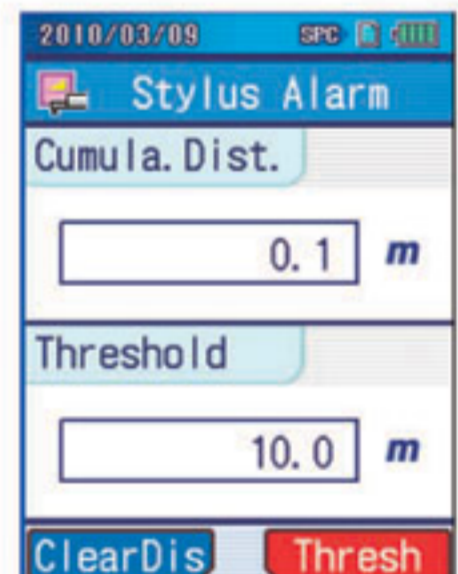 2010/03/09 SPC
Stylus Alarm
Cumula.Dist.
0.1 m
Threshold
10.0 m
ClearDis Thresh